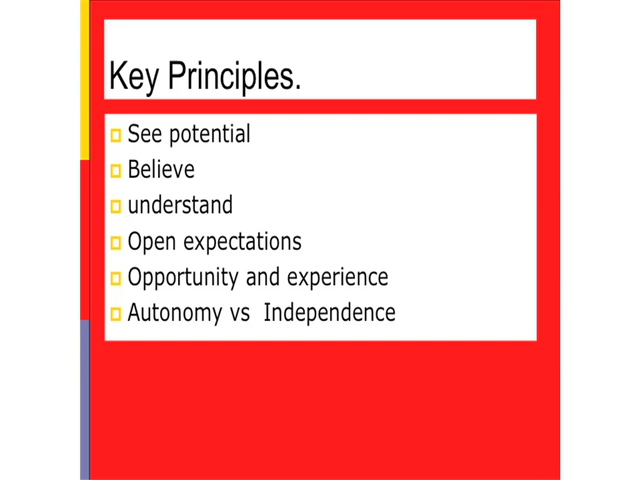 Key Principles.
See potential
Believe
understand
Open expectations
Opportunity and experience
Autonomy vs  Independence